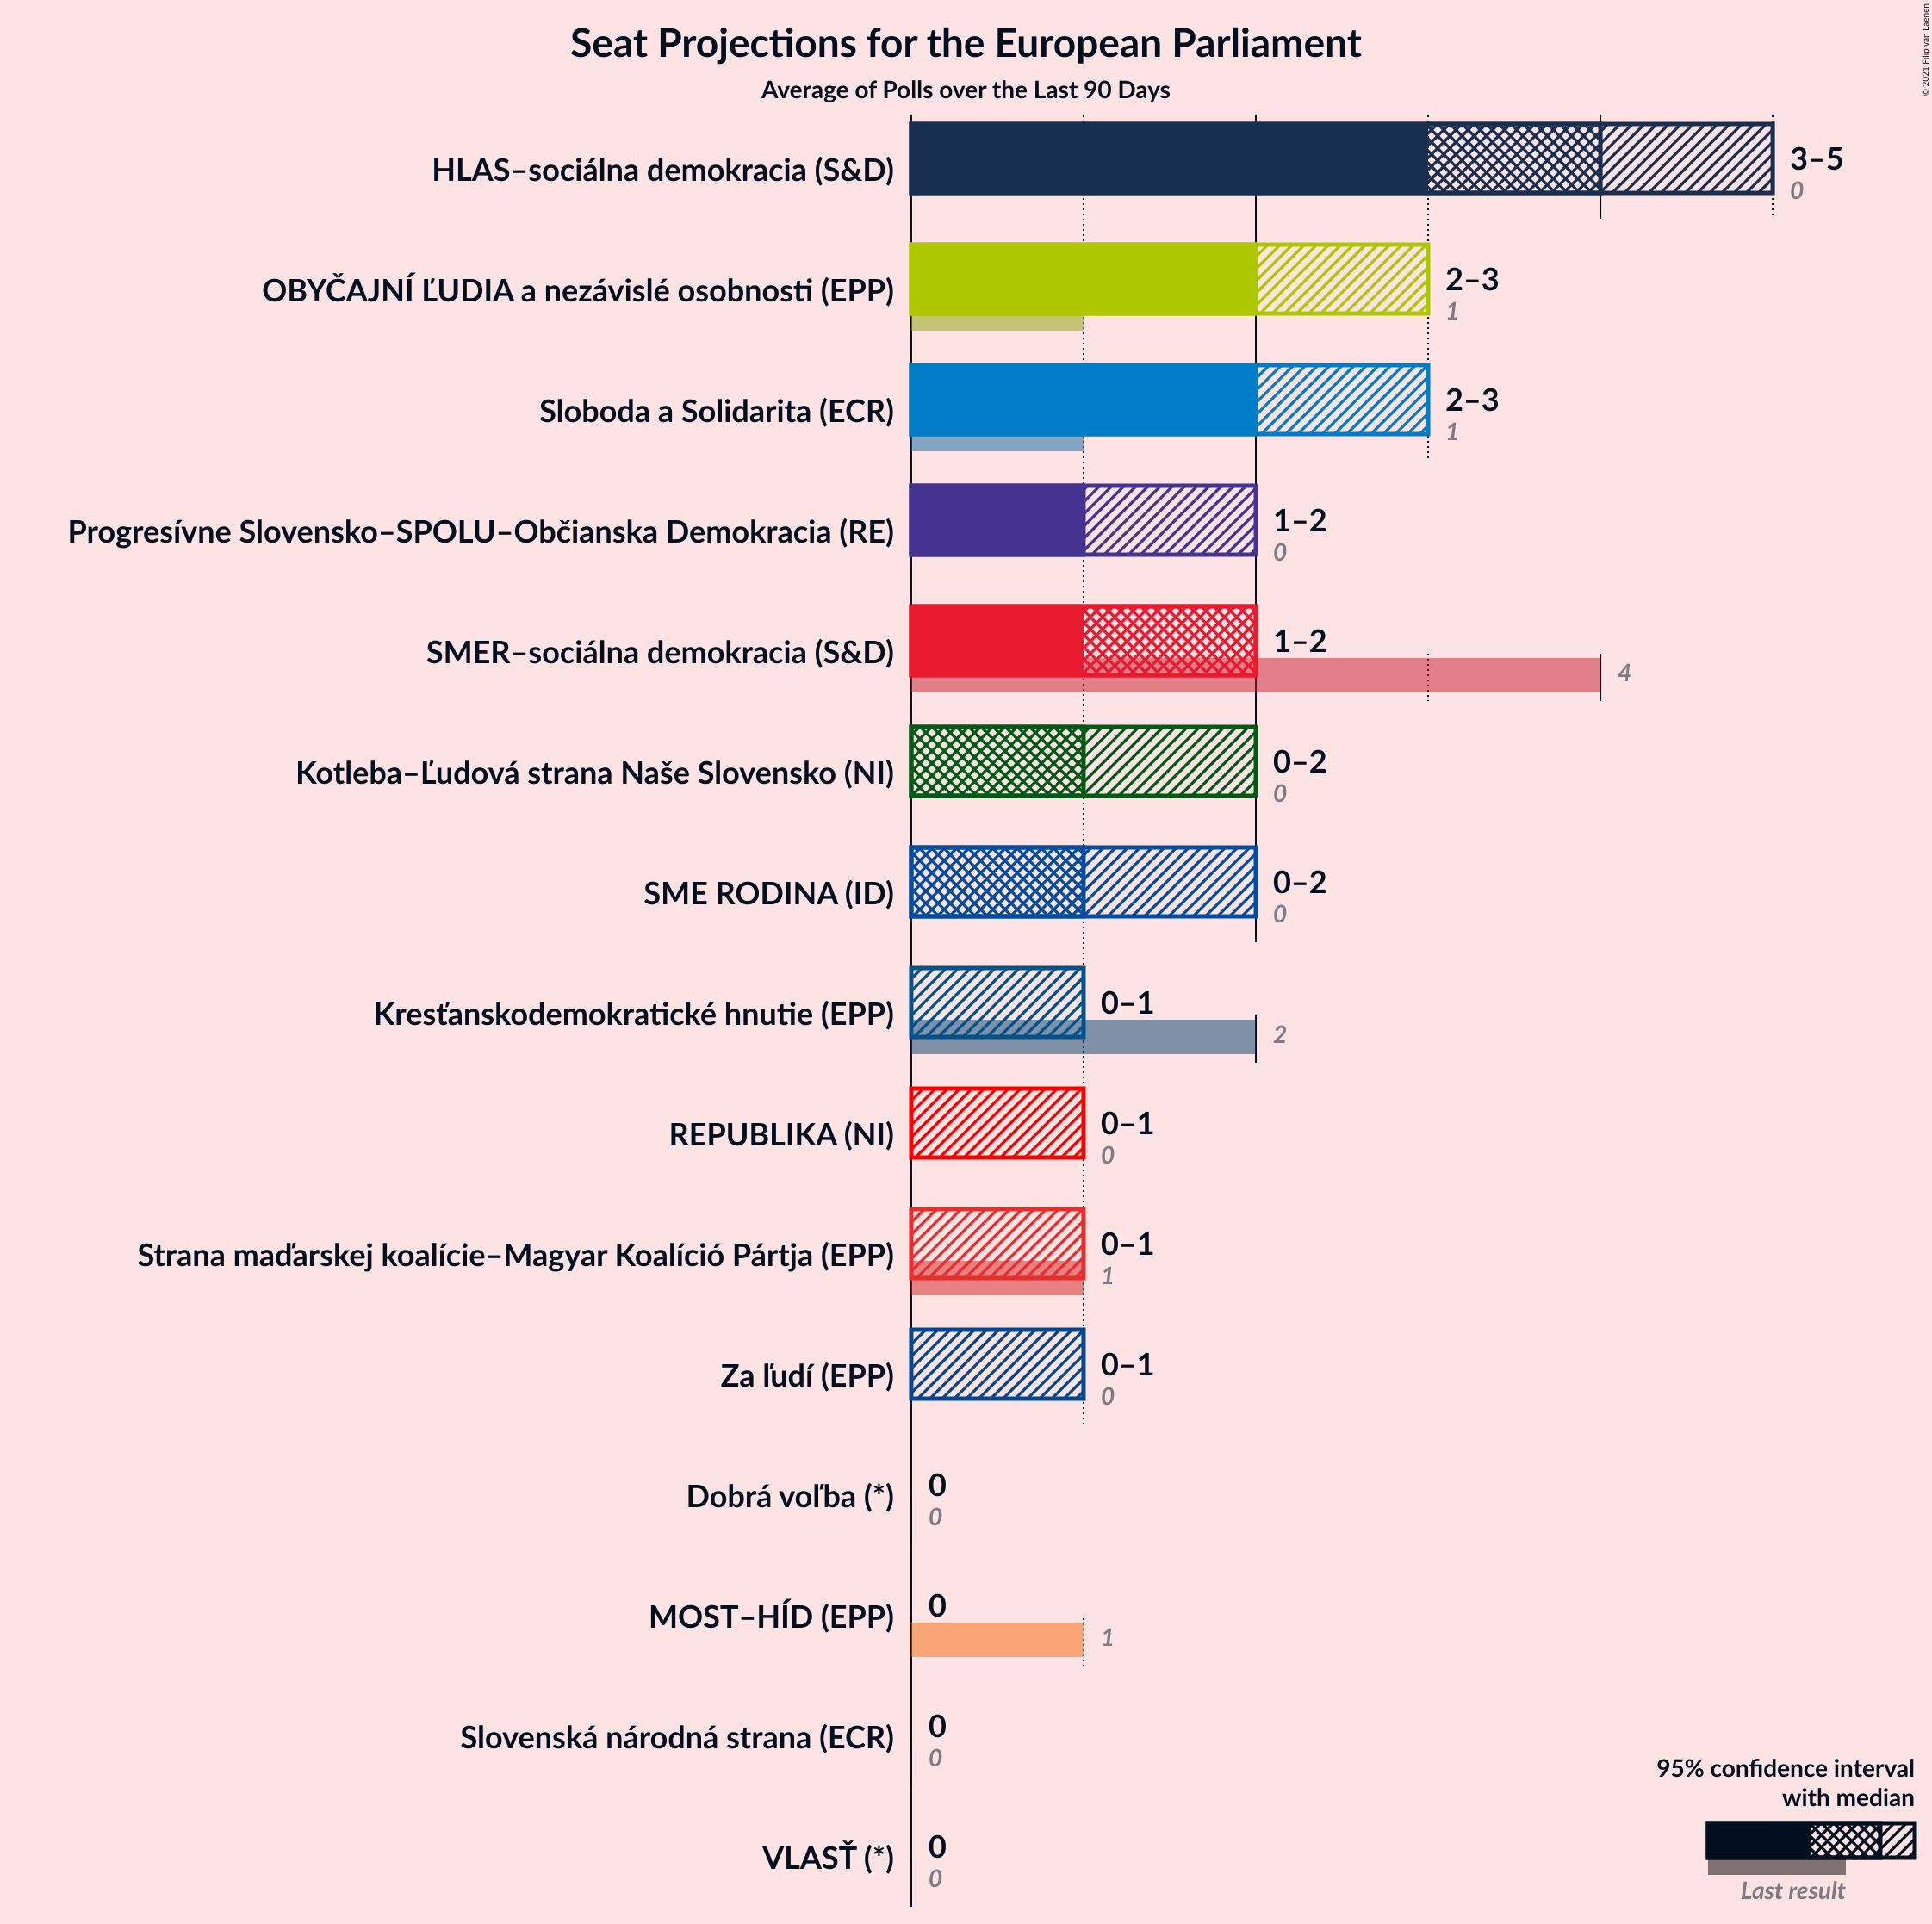 Seat Projections for the European Parliament
Average of Polls over the Last 90 Days
© 2021 Filip van Laenen
HLAS–sociálna demokracia (S&D)
3–5
0
OBYČAJNÍ ĽUDIA a nezávislé osobnosti (EPP)
2–3
1
Sloboda a Solidarita (ECR)
2–3
1
Progresívne Slovensko–SPOLU–Občianska Demokracia (RE)
1–2
0
SMER–sociálna demokracia (S&D)
1–2
4
Kotleba–Ľudová strana Naše Slovensko (NI)
0–2
0
SME RODINA (ID)
0–2
0
Kresťanskodemokratické hnutie (EPP)
0–1
2
REPUBLIKA (NI)
0–1
0
Strana maďarskej koalície–Magyar Koalíció Pártja (EPP)
0–1
1
Za ľudí (EPP)
0–1
0
Dobrá voľba (*)
0
0
MOST–HÍD (EPP)
0
1
Slovenská národná strana (ECR)
0
0
VLASŤ (*)
0
0
95% confidence interval
with median
Last result